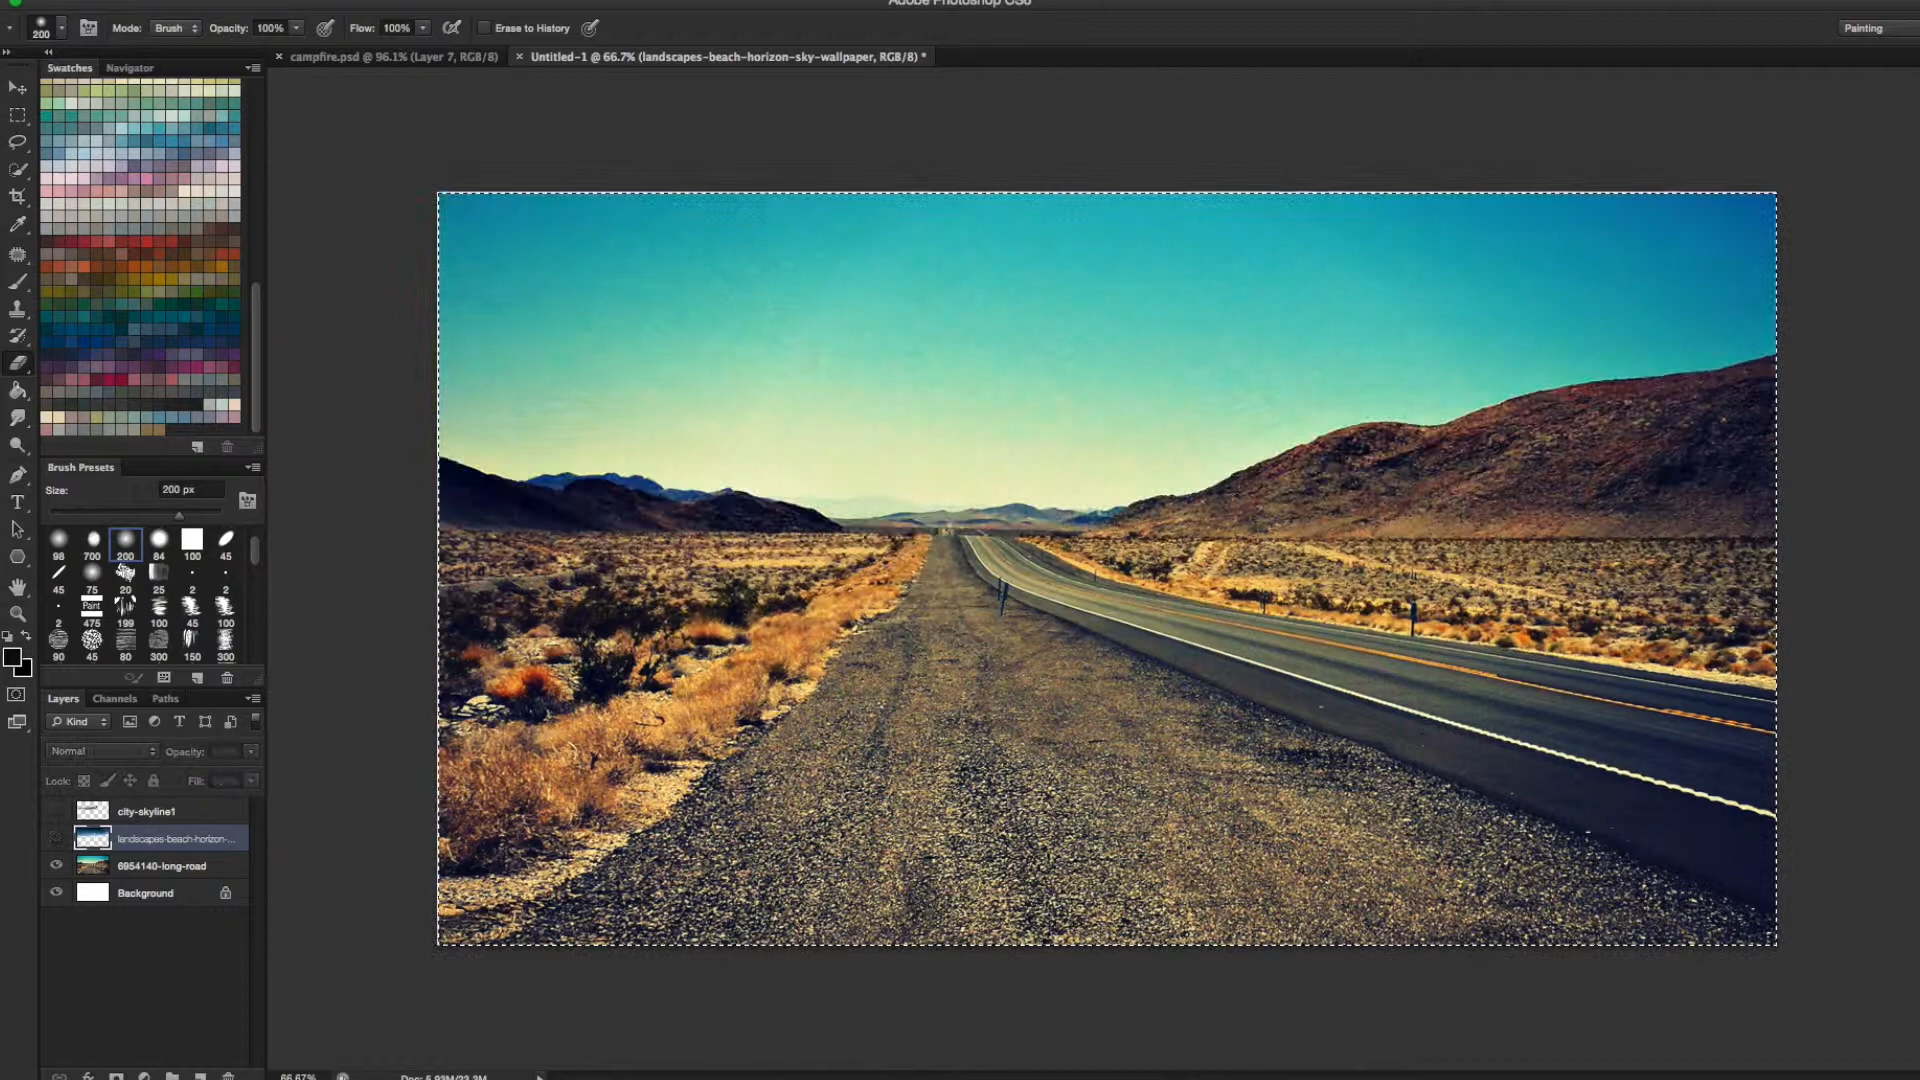 Adobe Photoshop CS6
200 Mode: Brush Opacity: 100% Flow: 100% Erase to History Painting
campfire.psd @ 96.1% (Layer 7, RGB/8) Untitled-1 @ 66.7% (landscapes-beach-horizon-sky-wallpaper, RGB/8) *
Swatches Navigator
Brush Presets
Size: 200 px
98 700 200 84 100 45
45 75 20 25 2 2
Paint
2 475 199 100 45 100
90 45 80 300 150 300
Layers Channels Paths
Kind
Normal Opacity:
Lock: Fill:
city-skyline1
landscapes-beach-horizon-...
6954140-long-road
Background
66.67% Doc: 5.93M/23.3M